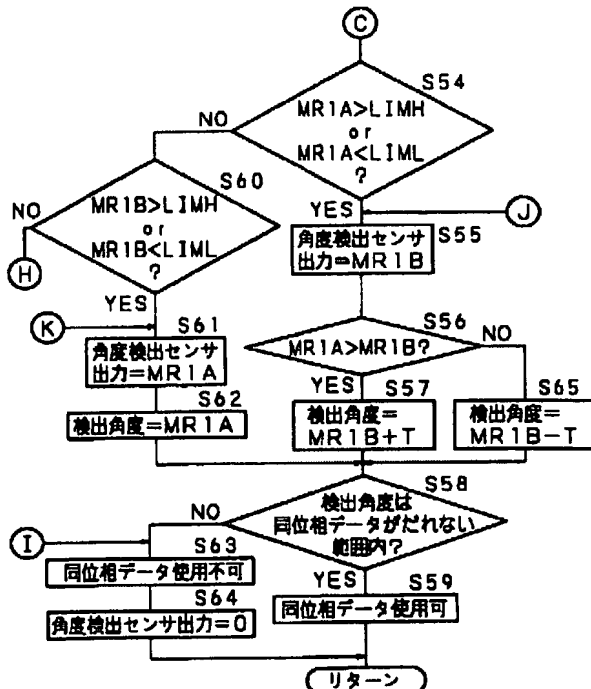 C
S54
MR1A>LIMH
or
MR1A<LIML
?
NO
YES
S60
MR1B>LIMH
or
MR1B<LIML
?
NO
H
YES
J
S55
角度検出センサ
出力=MR1B
K
S61
角度検出センサ
出力=MR1A
S62
検出角度=MR1A
S56
MR1A>MR1B?
NO
YES
S57
検出角度=
MR1B+T
S65
検出角度=
MR1B-T
S58
検出角度は
同位相データがだれない
範囲内?
NO
YES
I
S63
同位相データ使用不可
S64
角度検出センサ出力=0
S59
同位相データ使用可
リターン